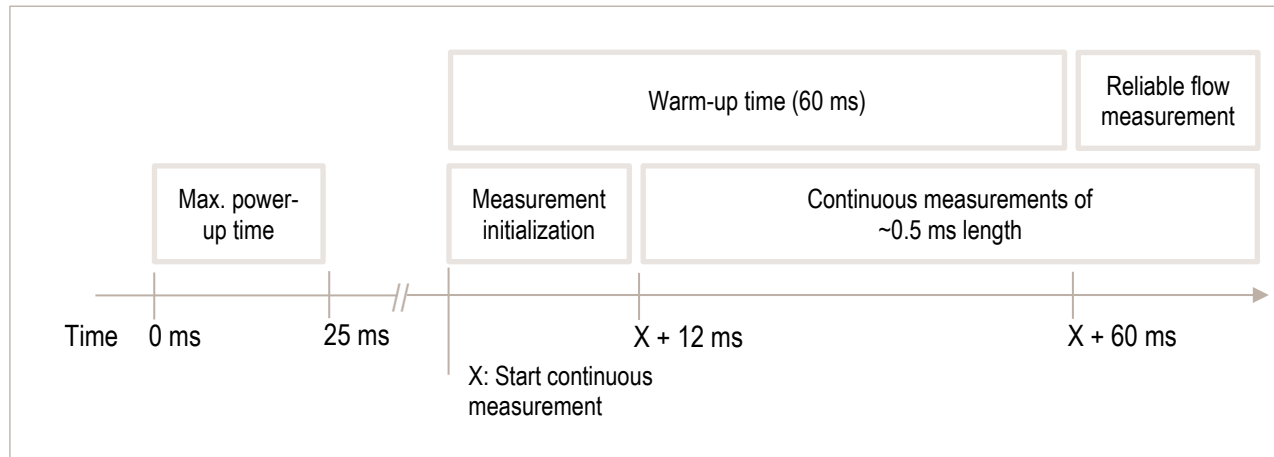 Warm-up time (60 ms)
Reliable flow
measurement
Max. power-
up time
Measurement
initialization
Continuous measurements of
~0.5 ms length
Time 0 ms 25 ms X + 12 ms X + 60 ms
X: Start continuous
measurement